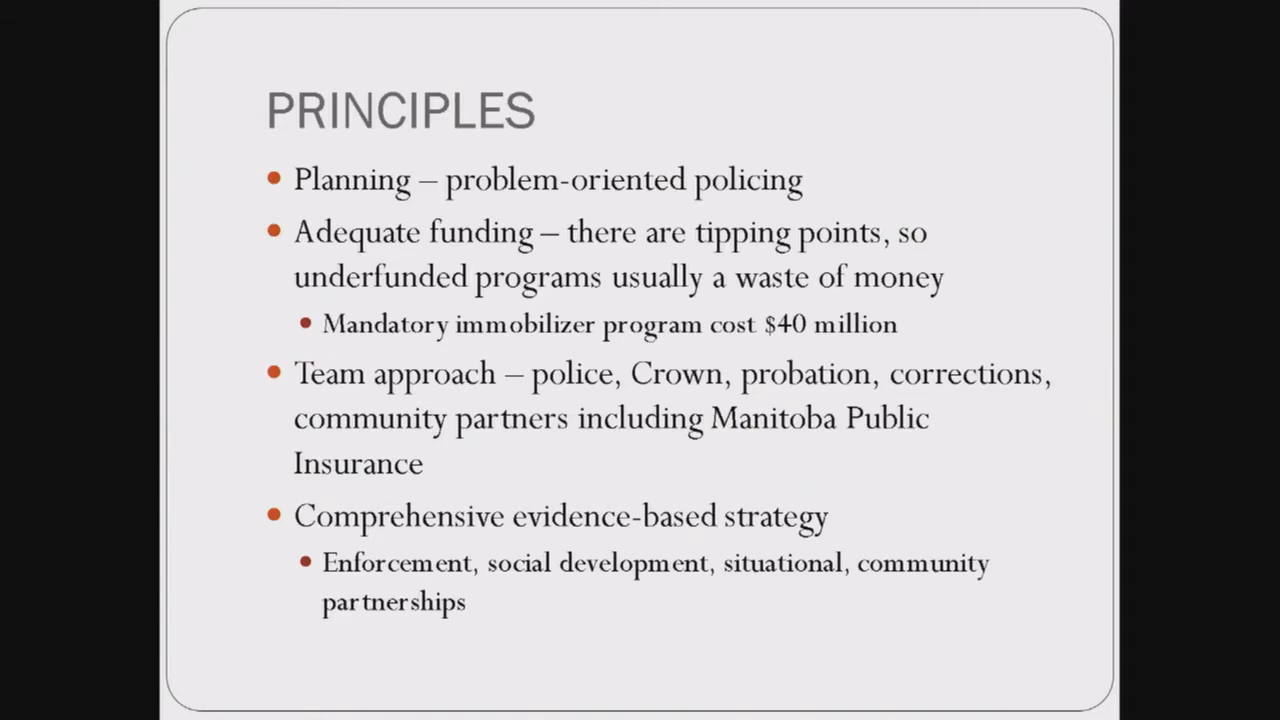 PRINCIPLES
Planning – problem-oriented policing
Adequate funding – there are tipping points, so
underfunded programs usually a waste of money
Mandatory immobilizer program cost $40 million
Team approach – police, Crown, probation, corrections,
community partners including Manitoba Public
Insurance
Comprehensive evidence-based strategy
Enforcement, social development, situational, community
partnerships